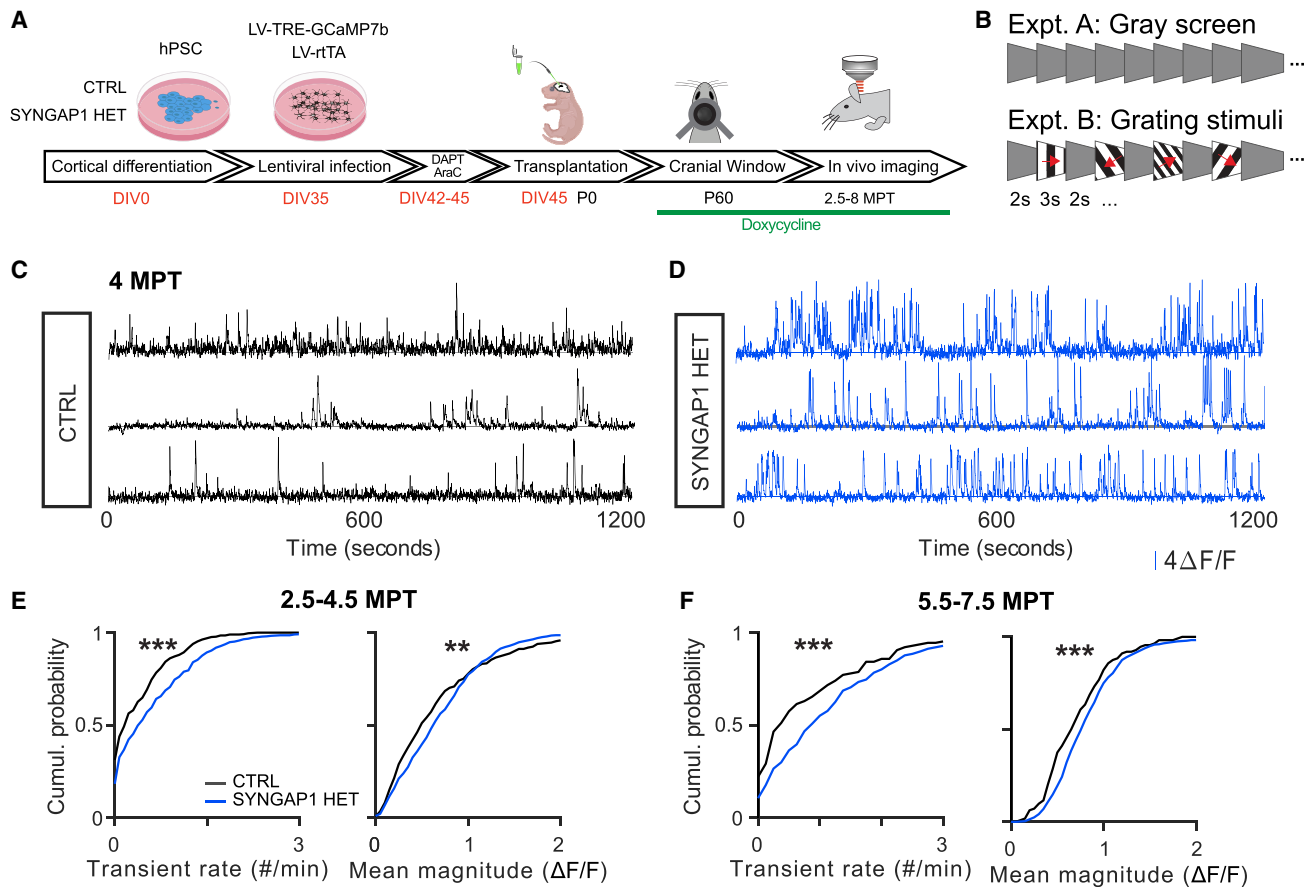 A
hPSC
LV-TRE-GCaMP7b
LV-rtTA
CTRL
SYNGAP1 HET
Cortical differentiation
Lentiviral infection
DAPT
AraC
Transplantation
Cranial Window
In vivo imaging
DIV0
DIV35
DIV42-45
DIV45 P0
P60
2.5-8 MPT
Doxycycline
B
Expt. A: Gray screen
...
Expt. B: Grating stimuli
...
2s 3s 2s ...
C
4 MPT
CTRL
0 600 1200
Time (seconds)
D
SYNGAP1 HET
0 600 1200
Time (seconds)
4ΔF/F
E
2.5-4.5 MPT
Cumul. probability
1
0.5
0
***
CTRL
SYNGAP1 HET
0 3
Transient rate (#/min)
**
0 1 2
Mean magnitude (ΔF/F)
F
5.5-7.5 MPT
Cumul. probability
1
0.5
0
***
0 3
Transient rate (#/min)
***
0 1 2
Mean magnitude (ΔF/F)